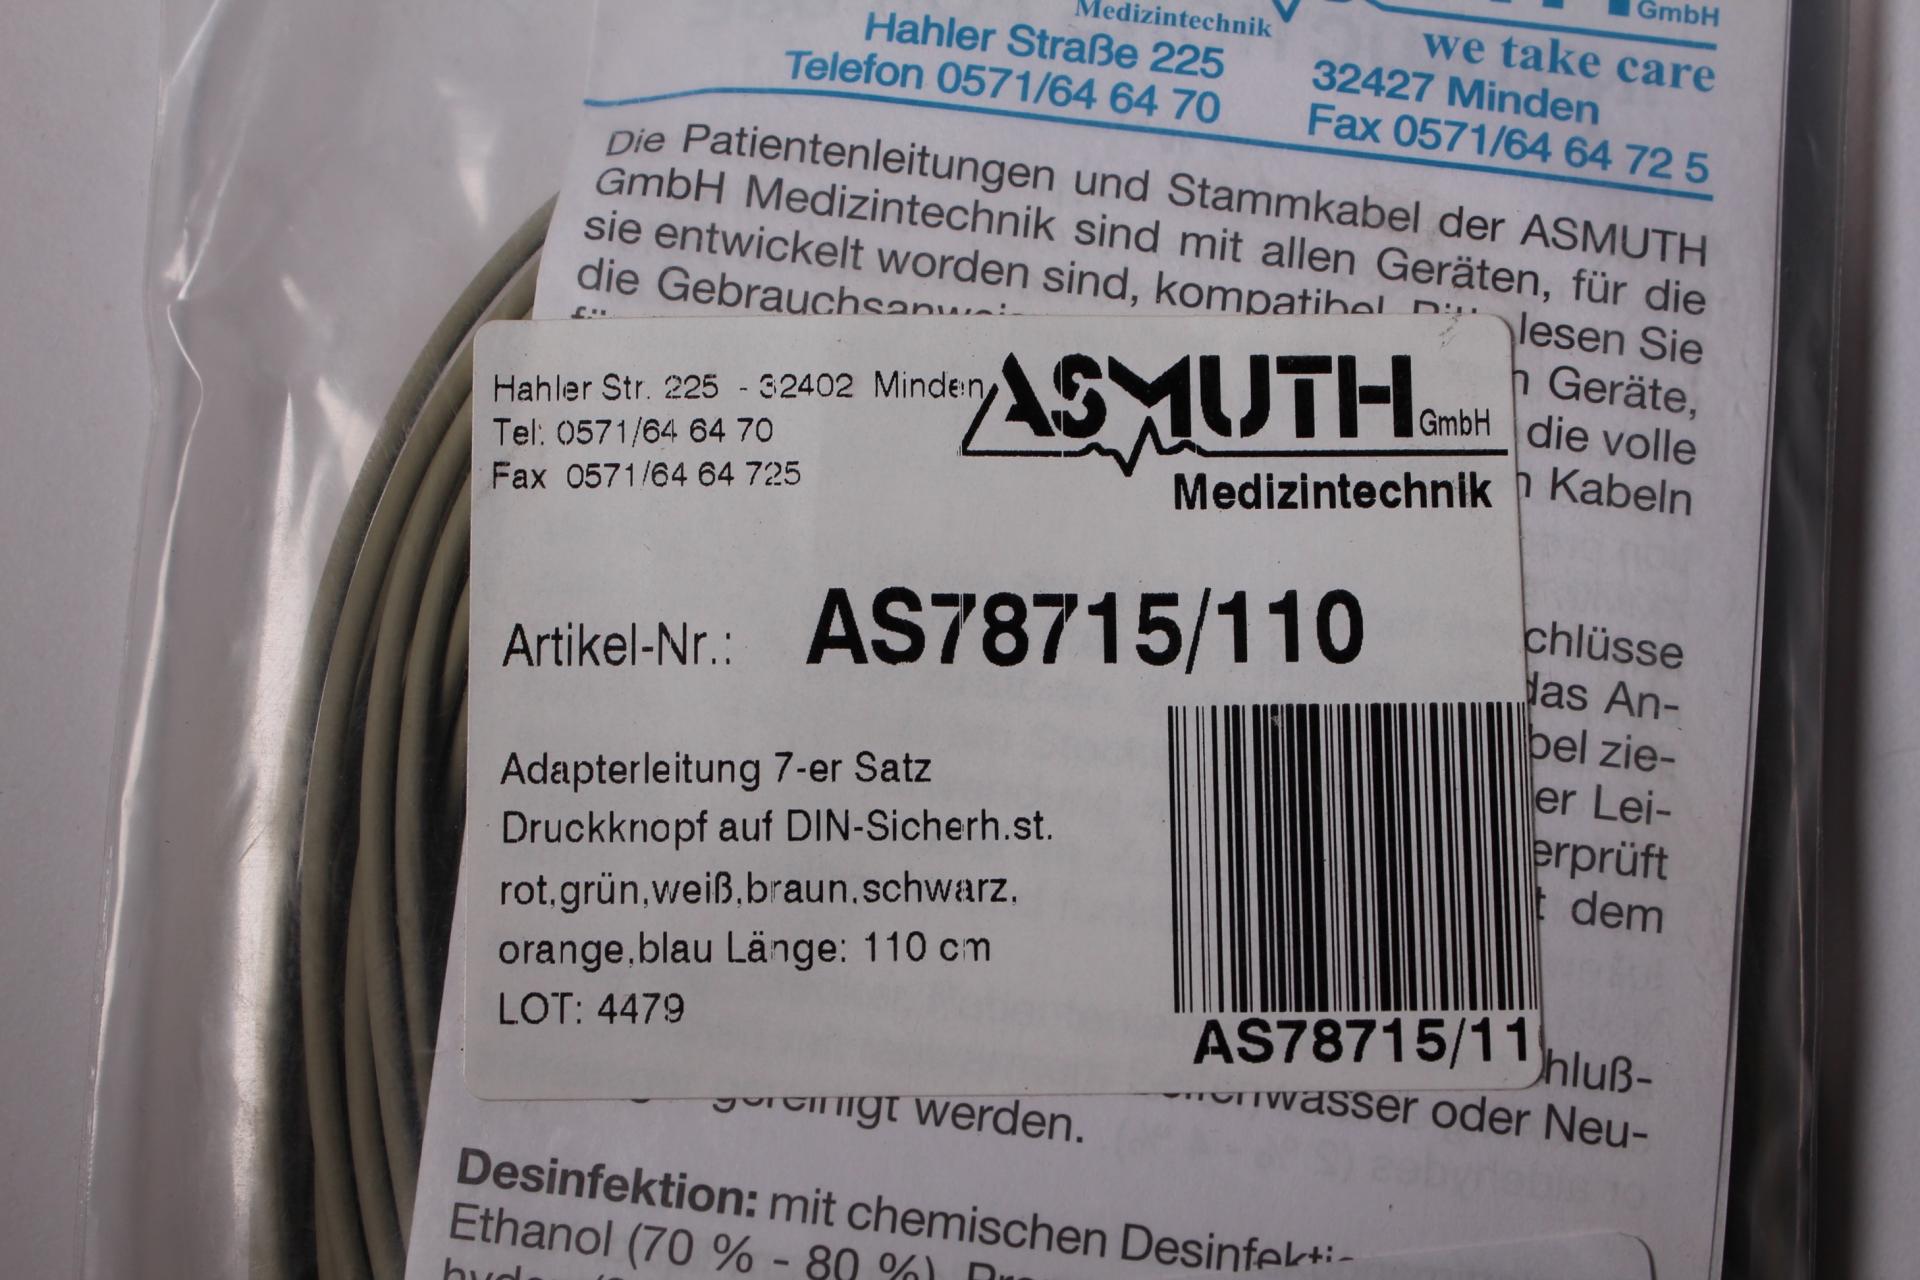 Medizintechnik
GmbH
we take care
Hahler Straße 225
32427 Minden
Telefon 0571/64 64 70
Fax 0571/64 64 72 5
Die Patientenleitungen und Stammkabel der ASMUTH
GmbH Medizintechnik sind mit allen Geräten, für die
sie entwickelt worden sind, kompatibel. Bitte lesen Sie
die
Geräte,
die volle
Kabeln
Hahler Str. 225 - 32402 Minden
Tel: 0571/64 64 70
Fax 0571/64 64 725
ASMUTH GmbH
Medizintechnik
Artikel-Nr.: AS78715/110
Adapterleitung 7-er Satz
Druckknopf auf DIN-Sicherh.st.
rot,grün,weiß,braun,schwarz,
orange,blau Länge: 110 cm
LOT: 4479
AS78715/11
chlüsse
das An-
bel zie-
er Lei-
erprüft
dem
hluß-
wasser oder Neu-
gereinigt werden.
Desinfektion: mit chemischen
Ethanol (70 % - 80 %)